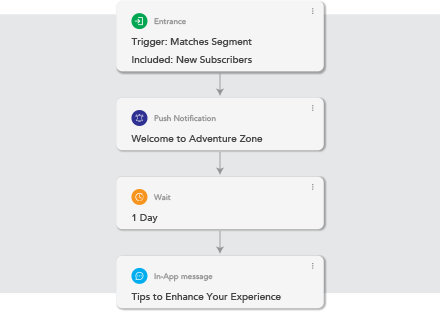 Entrance
Trigger: Matches Segment
Included: New Subscribers
Push Notification
Welcome to Adventure Zone
Wait
1 Day
In-App message
Tips to Enhance Your Experience